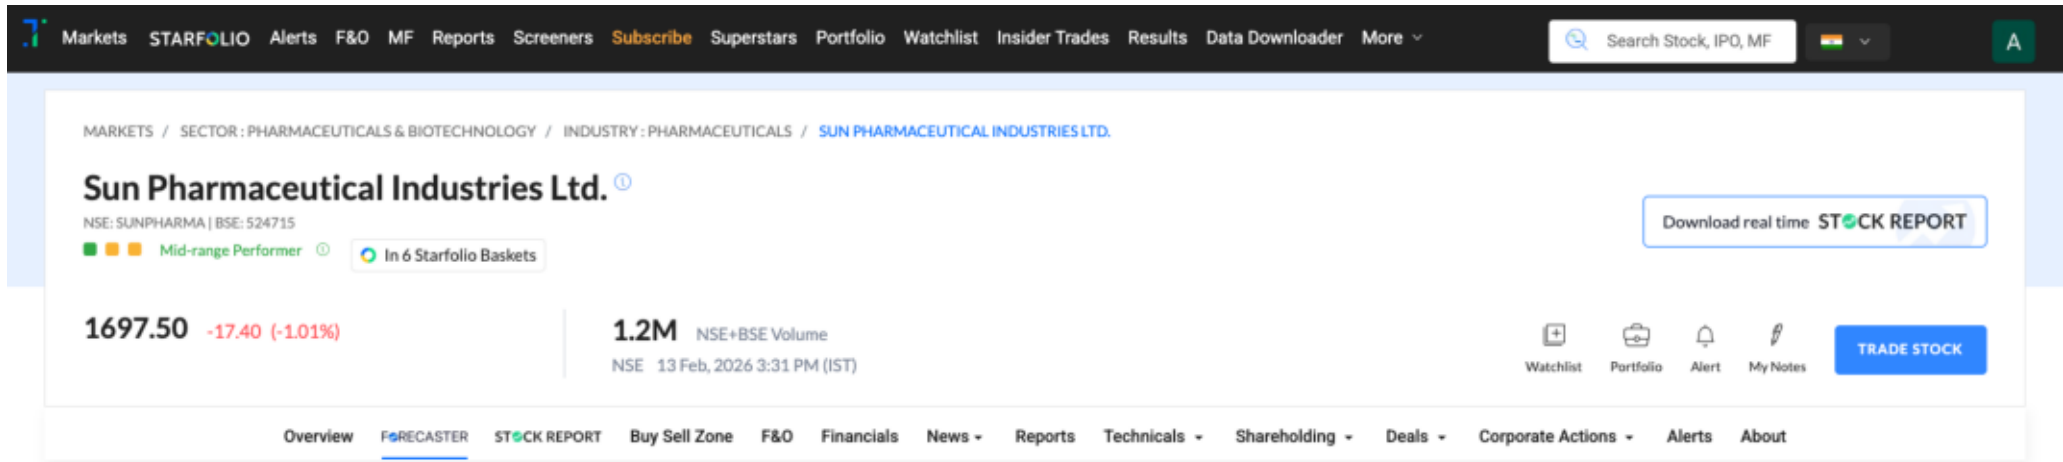 Markets STARFOLIO Alerts F&O MF Reports Screeners Subscribe Superstars Portfolio Watchlist Insider Trades Results Data Downloader More Search Stock, IPO, MF A
MARKETS / SECTOR : PHARMACEUTICALS & BIOTECHNOLOGY / INDUSTRY : PHARMACEUTICALS / SUN PHARMACEUTICAL INDUSTRIES LTD.
Sun Pharmaceutical Industries Ltd.
NSE: SUNPHARMA | BSE: 524715
Mid-range Performer In 6 Starfolio Baskets
Download real time STOCK REPORT
1697.50 -17.40 (-1.01%)
1.2M NSE+BSE Volume
NSE 13 Feb, 2026 3:31 PM (IST)
Watchlist Portfolio Alert My Notes
TRADE STOCK
Overview FORECASTER STOCK REPORT Buy Sell Zone F&O Financials News Reports Technicals Shareholding Deals Corporate Actions Alerts About